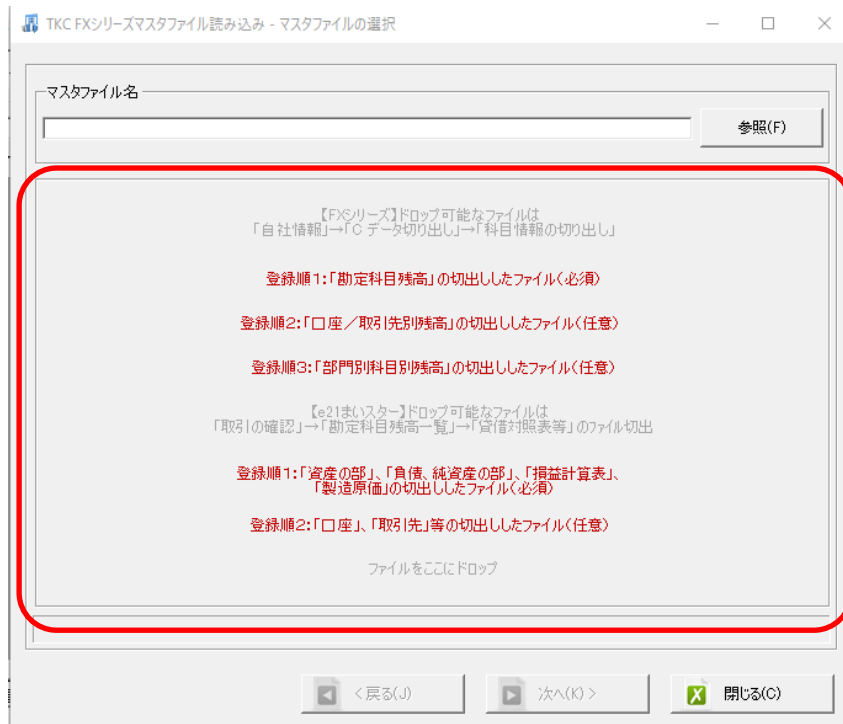 TKC FXシリーズマスタファイル読み込み - マスタファイルの選択
マスタファイル名
参照(F)
【FXシリーズ】ドロップ可能なファイルは
「自社情報」→「C データ切り出し」→「科目情報の切り出し」
登録順1:「勘定科目残高」の切出ししたファイル(必須)
登録順2:「口座／取引先別残高」の切出ししたファイル(任意)
登録順3:「部門別科目別残高」の切出ししたファイル(任意)
【e21まいスター】ドロップ可能なファイルは
「取引の確認」→「勘定科目残高一覧」→「貸借対照表等」のファイル切出
登録順1:「資産の部」、「負債、純資産の部」、「損益計算表」、
「製造原価」の切出ししたファイル(必須)
登録順2:「口座」、「取引先」等の切出ししたファイル(任意)
ファイルをここにドロップ
<戻る(J)
次へ(K)>
閉じる(C)